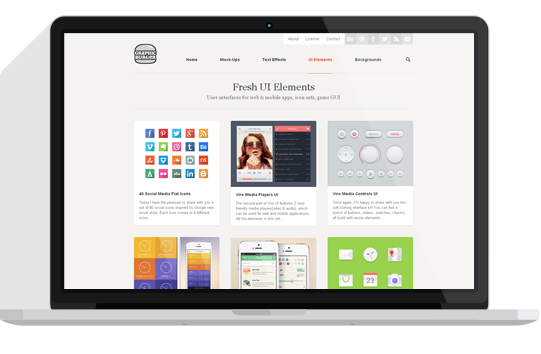 About License Contact
GRAPHIC
BURGER
Home Mock-Ups Text Effects UI Elements Backgrounds
Fresh UI Elements
User interfaces for web & mobile apps, icon sets, game GUI
40 Social Media Flat Icons
Today I have the pleasure to share with you a
set of 40 social icons inspired by Google new
visual style. Each icon comes in 4 different
sizes...
Viro Media Players UI
The second part of Viro UI features 2 user
friendly media players(video & audio), which
can be used for web and mobile applications.
All the elements in this set...
Viro Media Controls UI
Once again, I'm happy to share with you this
soft looking interface kit! You can find a
bunch of buttons, sliders, switches, checks,
all build with vector elements.
23